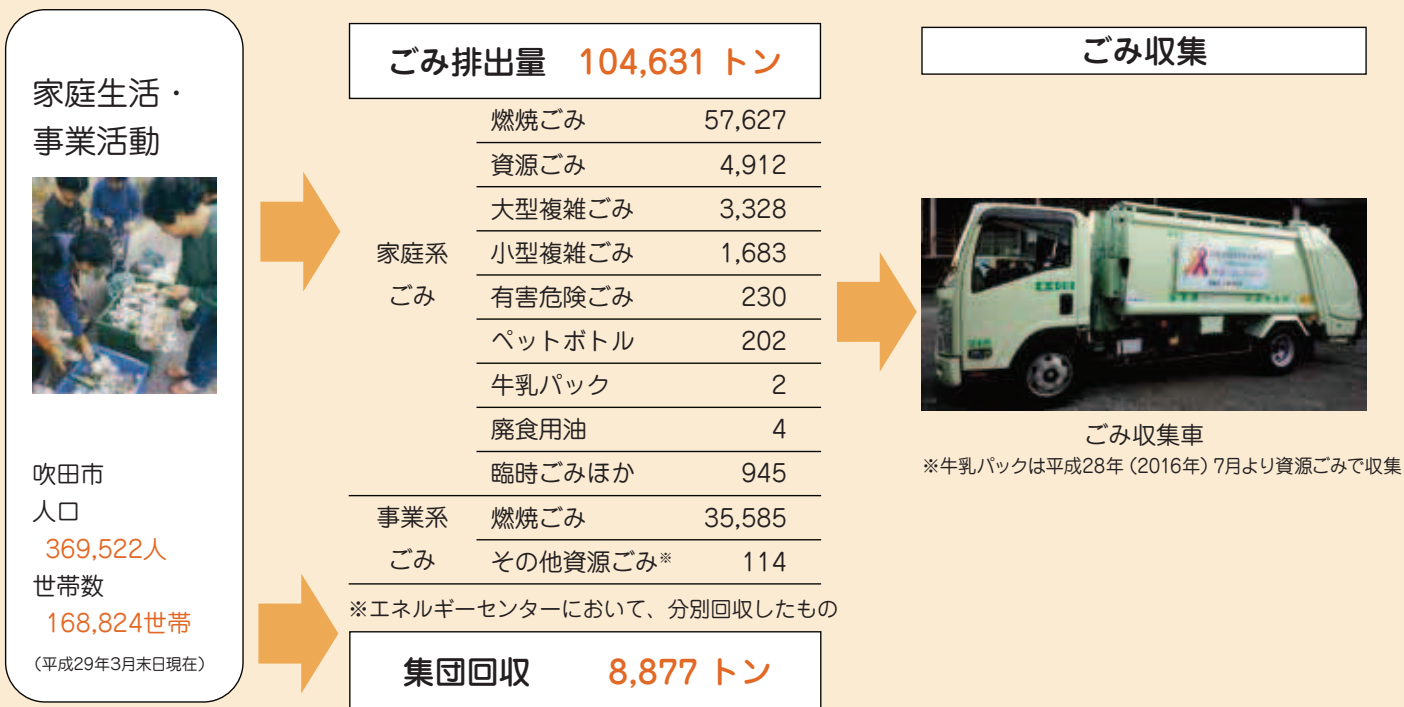 家庭生活・
事業活動
吹田市
人口
369,522人
世帯数
168,824世帯
（平成29年3月末日現在）
ごみ排出量 104,631 トン
家庭系
ごみ
燃焼ごみ 57,627
資源ごみ 4,912
大型複雑ごみ 3,328
小型複雑ごみ 1,683
有害危険ごみ 230
ペットボトル 202
牛乳パック 2
廃食用油 4
臨時ごみほか 945
事業系
ごみ
燃焼ごみ 35,585
その他資源ごみ※ 114
※エネルギーセンターにおいて、分別回収したもの
集団回収 8,877 トン
ごみ収集
ごみ収集車
※牛乳パックは平成28年（2016年）7月より資源ごみで収集